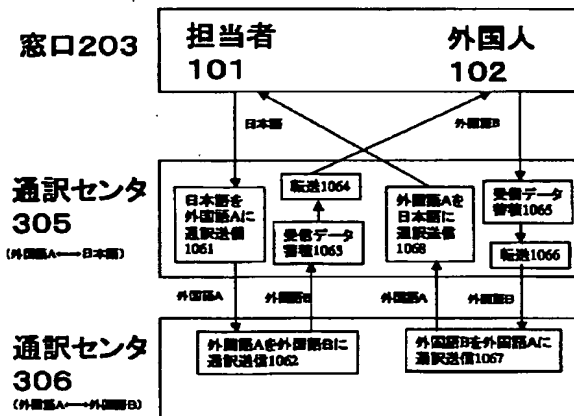 窓口203
担当者
101
外国人
102
日本語
外国語B
通訳センタ
305
(外国語A←→日本語)
日本語を
外国語Aに
通訳送信
1061
転送1064
受信データ
蓄積1063
外国語Aを
日本語に
通訳送信
1068
受信データ
蓄積1065
転送1066
外国語A
外国語B
外国語A
外国語B
通訳センタ
306
(外国語A←→外国語B)
外国語Aを外国語Bに
通訳送信1062
外国語Bを外国語Aに
通訳送信1067